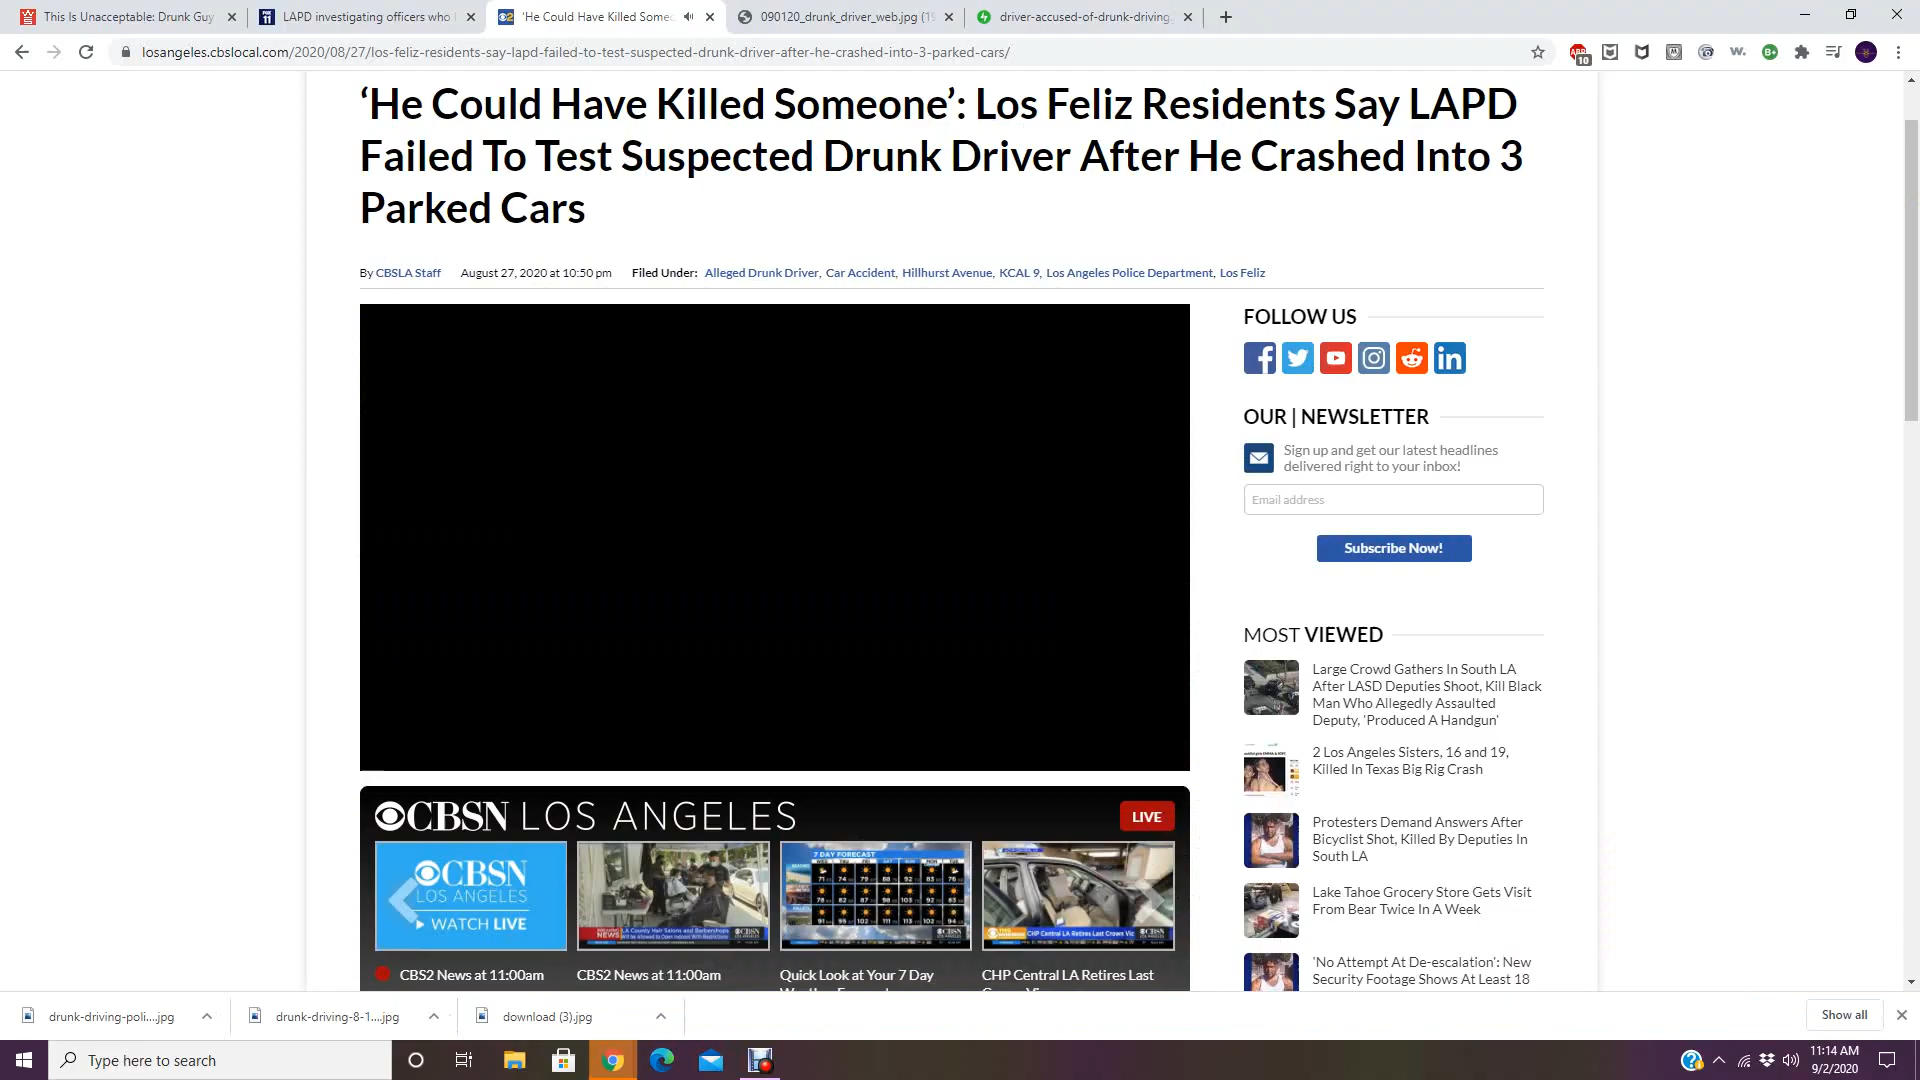 This Is Unacceptable: Drunk Guy
LAPD investigating officers who
'He Could Have Killed Some
090120_drunk_driver_web.jpg
driver-accused-of-drunk-driving
losangeles.cbslocal.com/2020/08/27/los-feliz-residents-say-lapd-failed-to-test-suspected-drunk-driver-after-he-crashed-into-3-parked-cars/
10
‘He Could Have Killed Someone’: Los Feliz Residents Say LAPD
Failed To Test Suspected Drunk Driver After He Crashed Into 3
Parked Cars
By CBSLA Staff August 27, 2020 at 10:50 pm Filed Under: Alleged Drunk Driver, Car Accident, Hillhurst Avenue, KCAL 9, Los Angeles Police Department, Los Feliz
FOLLOW US
OUR | NEWSLETTER
Sign up and get our latest headlines
delivered right to your inbox!
Email address
Subscribe Now!
MOST VIEWED
Large Crowd Gathers In South LA
After LASD Deputies Shoot, Kill Black
Man Who Allegedly Assaulted
Deputy, 'Produced A Handgun'
2 Los Angeles Sisters, 16 and 19,
Killed In Texas Big Rig Crash
Protesters Demand Answers After
Bicyclist Shot, Killed By Deputies In
South LA
Lake Tahoe Grocery Store Gets Visit
From Bear Twice In A Week
'No Attempt At De-escalation': New
Security Footage Shows At Least 18
CBSN LOS ANGELES
LIVE
CBSN
LOS ANGELES
WATCH LIVE
7 DAY FORECAST
CBS2 News at 11:00am
CBS2 News at 11:00am
Quick Look at Your 7 Day
CHP Central LA Retires Last
drunk-driving-poli....jpg
drunk-driving-8-1....jpg
download (3).jpg
Show all
Type here to search
11:14 AM
9/2/2020